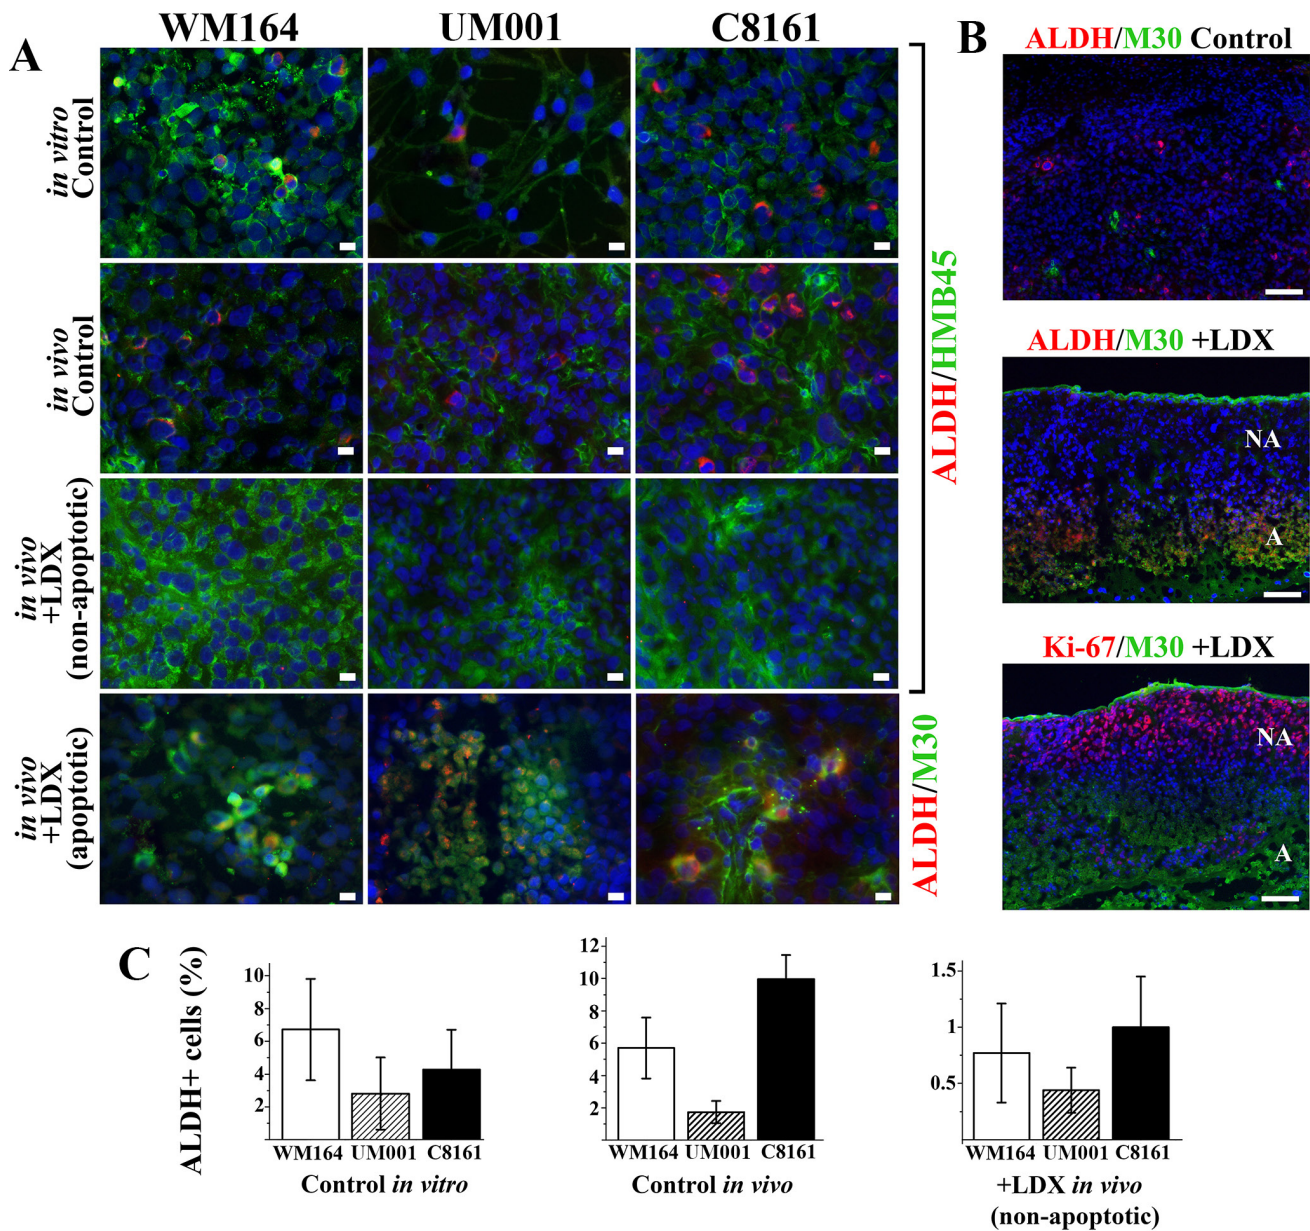 A
WM164
UM001
C8161
in vitro
Control
in vivo
Control
in vivo
+LDX
(non-apoptotic)
in vivo
+LDX
(apoptotic)
ALDH/HMB45
ALDH/M30
B
ALDH/M30 Control
ALDH/M30 +LDX
NA
A
Ki-67/M30 +LDX
NA
A
C
ALDH+ cells (%)
10
8
6
4
2
WM164 UM001 C8161
Control in vitro
12
10
8
6
4
2
WM164 UM001 C8161
Control in vivo
1.5
1
0.5
WM164 UM001 C8161
+LDX in vivo
(non-apoptotic)